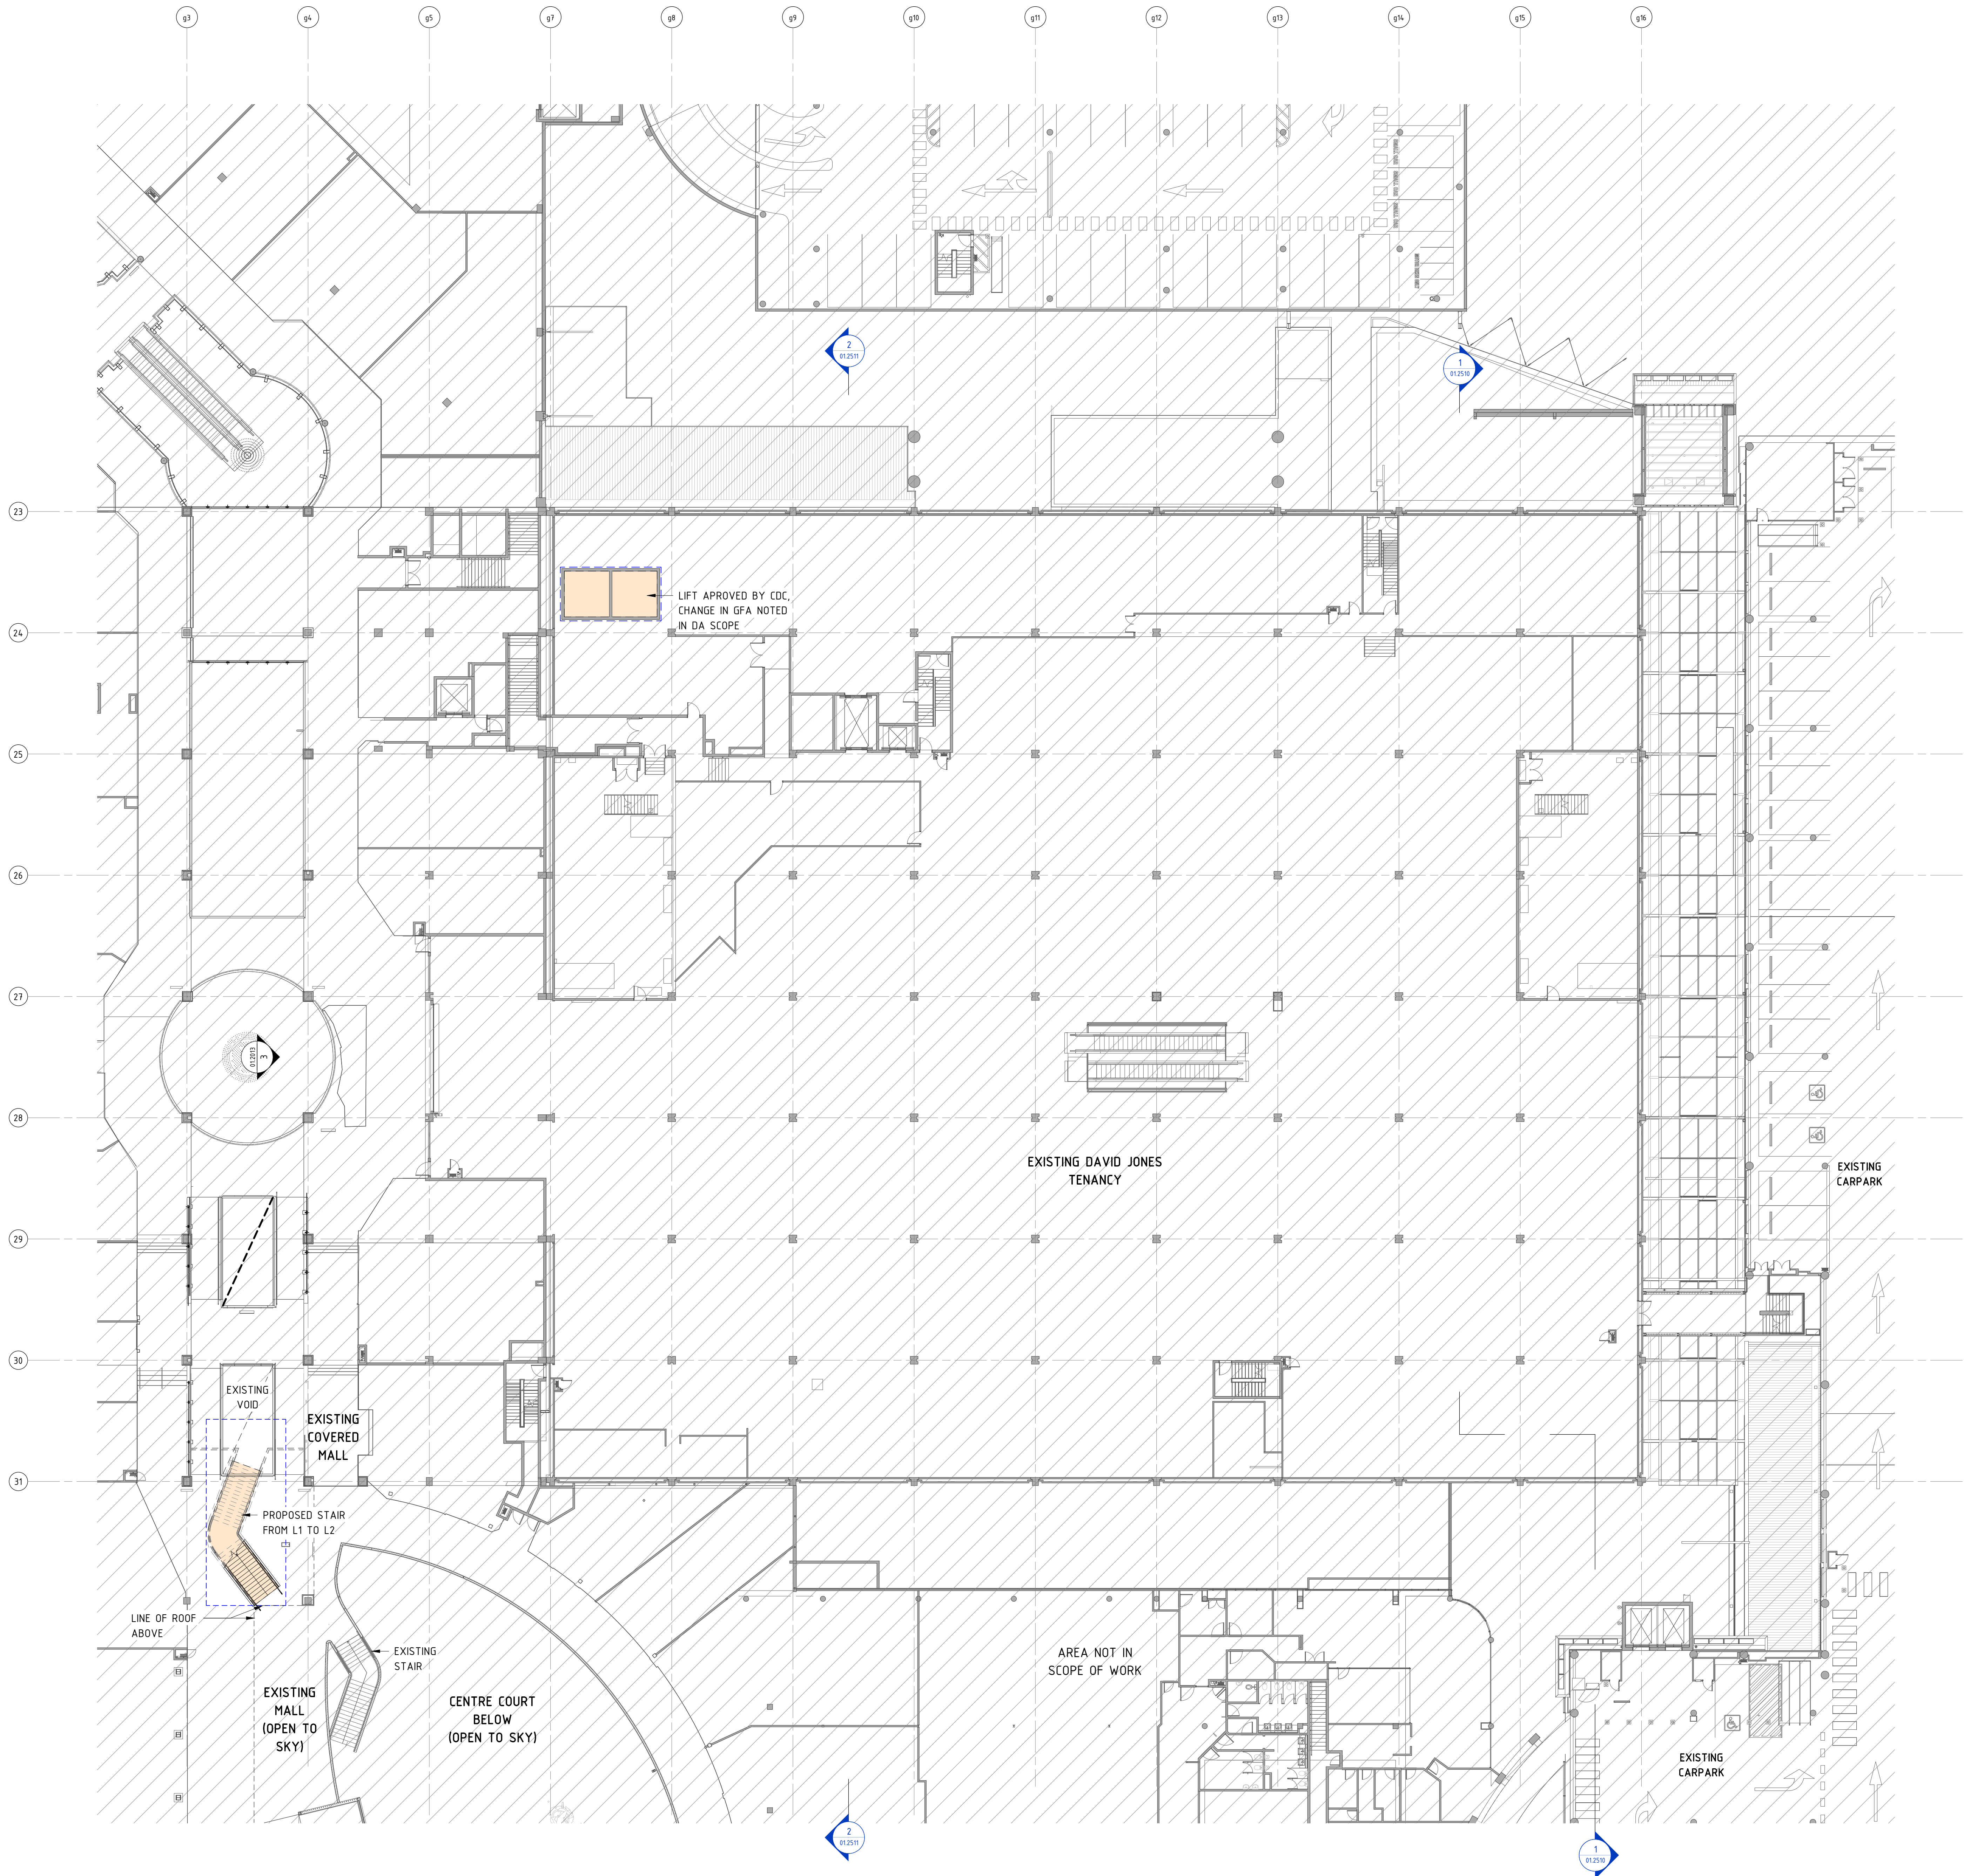 g3
g4
g5
g7
g8
g9
g10
g11
g12
g13
g14
g15
g16
2
01.2511
1
01.2510
23
LIFT APROVED BY CDC,
CHANGE IN GFA NOTED
IN DA SCOPE
24
25
26
27
01.2013
3
28
EXISTING DAVID JONES
TENANCY
EXISTING
CARPARK
29
30
EXISTING
VOID
EXISTING
COVERED
MALL
31
PROPOSED STAIR
FROM L1 TO L2
LINE OF ROOF
ABOVE
EXISTING
STAIR
AREA NOT IN
SCOPE OF WORK
EXISTING
MALL
(OPEN TO
SKY)
CENTRE COURT
BELOW
(OPEN TO SKY)
EXISTING
CARPARK
2
01.2511
1
01.2510